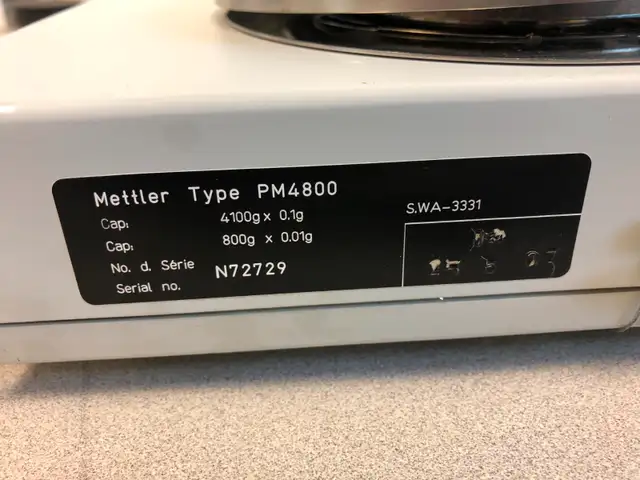 Mettler Type PM4800
Cap: 4100g x 0.1g
Cap: 800g x 0.01g
No. d. Série
Serial no. N72729
S.WA-3331